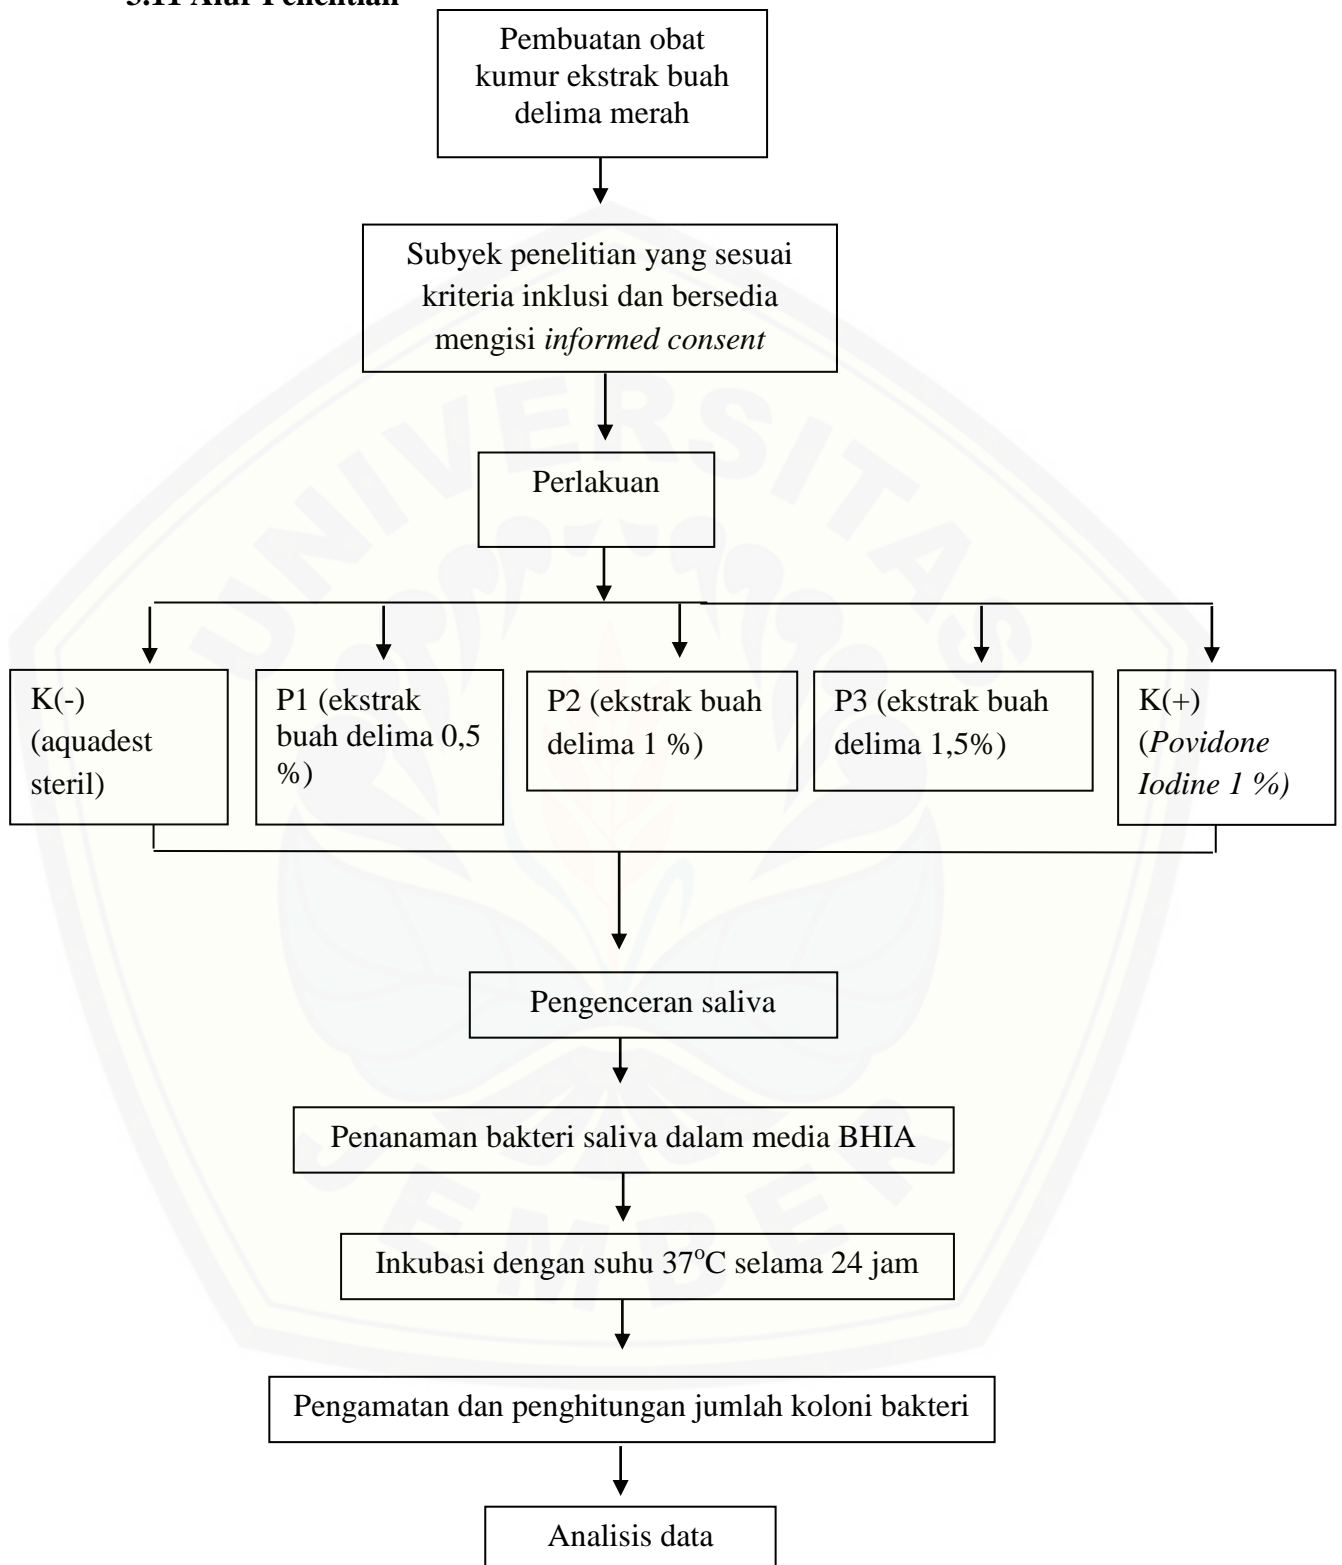 3.11 Alur Penelitian
Pembuatan obat
kumur ekstrak buah
delima merah
Subyek penelitian yang sesuai
kriteria inklusi dan bersedia
mengisi informed consent
Perlakuan
K(-)
(aquadest
steril)
P1 (ekstrak
buah delima 0,5
%)
P2 (ekstrak buah
delima 1 %)
P3 (ekstrak buah
delima 1,5%)
K(+)
(Povidone
Iodine 1 %)
Pengenceran saliva
Penanaman bakteri saliva dalam media BHIA
Inkubasi dengan suhu 37°C selama 24 jam
Pengamatan dan penghitungan jumlah koloni bakteri
Analisis data
UNIVERSITAS
JEMBER